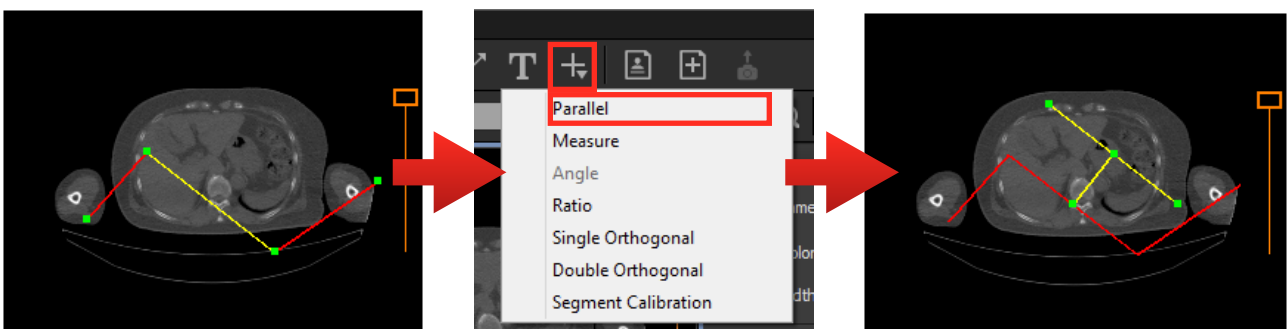 T
Parallel
Measure
Angle
Ratio
Single Orthogonal
Double Orthogonal
Segment Calibration